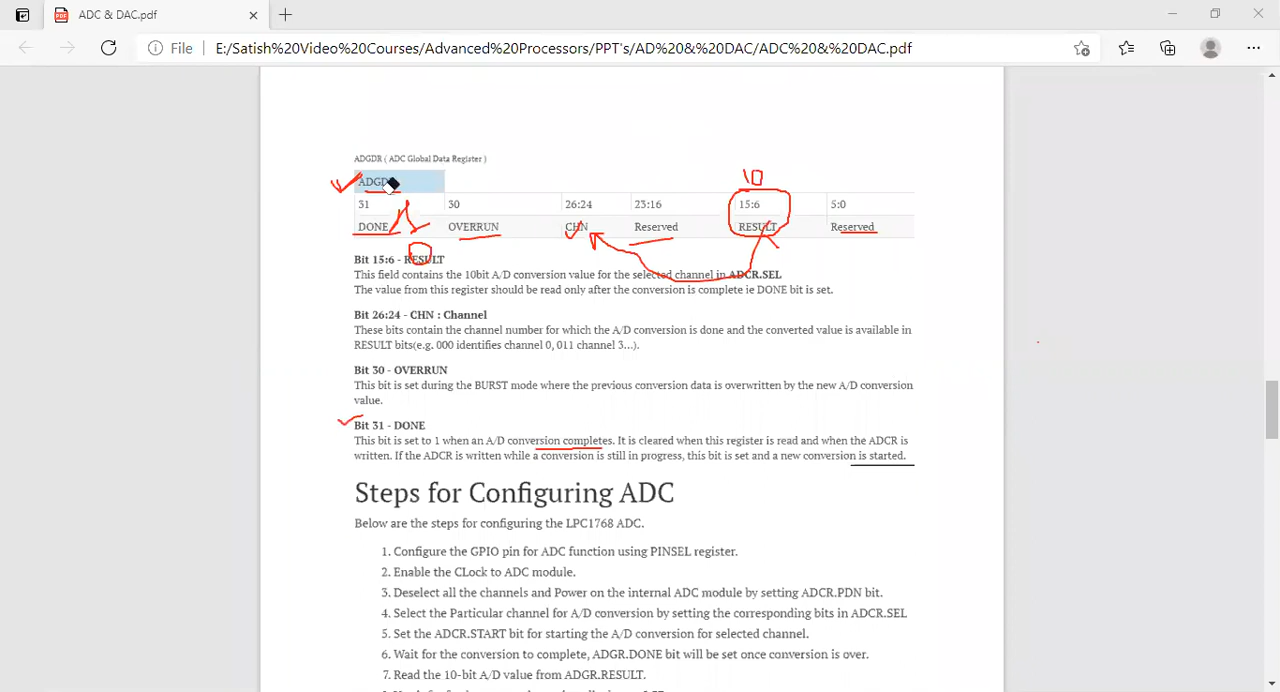 ADC & DAC.pdf
File
E:/Satish%20Video%20Courses/Advanced%20Processors/PPT's/AD%20&%20DAC/ADC%20&%20DAC.pdf
ADGDR ( ADC Global Data Register )
10
31 30 26:24 23:16 15:6 5:0
DONE OVERRUN CHN Reserved RESULT Reserved
Bit 15:6 - RESULT
This field contains the 10bit A/D conversion value for the selected channel in ADCR.SEL
The value from this register should be read only after the conversion is complete ie DONE bit is set.
Bit 26:24 - CHN : Channel
These bits contain the channel number for which the A/D conversion is done and the converted value is available in
RESULT bits(e.g. 000 identifies channel 0, 011 channel 3...).
Bit 30 - OVERRUN
This bit is set during the BURST mode where the previous conversion data is overwritten by the new A/D conversion
value.
Bit 31 - DONE
This bit is set to 1 when an A/D conversion completes. It is cleared when this register is read and when the ADCR is
written. If the ADCR is written while a conversion is still in progress, this bit is set and a new conversion is started.
Steps for Configuring ADC
Below are the steps for configuring the LPC1768 ADC.
1. Configure the GPIO pin for ADC function using PINSEL register.
2. Enable the CLock to ADC module.
3. Deselect all the channels and Power on the internal ADC module by setting ADCR.PDN bit.
4. Select the Particular channel for A/D conversion by setting the corresponding bits in ADCR.SEL
5. Set the ADCR.START bit for starting the A/D conversion for selected channel.
6. Wait for the conversion to complete, ADGR.DONE bit will be set once conversion is over.
7. Read the 10-bit A/D value from ADGR.RESULT.